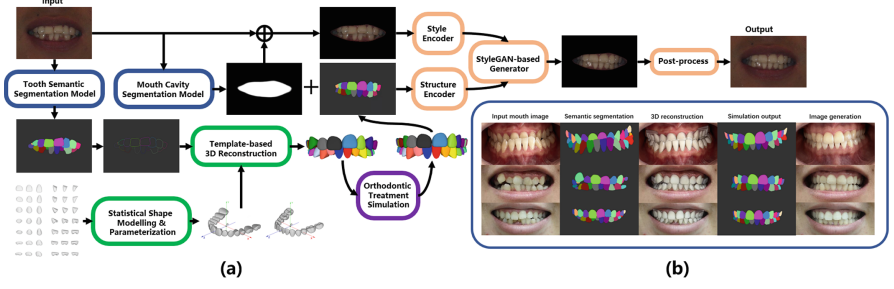 Input
Tooth Semantic
Segmentation Model
Mouth Cavity
Segmentation Model
Style
Encoder
Structure
Encoder
StyleGAN-based
Generator
Post-process
Output
Template-based
3D Reconstruction
Orthodontic
Treatment
Simulation
Statistical Shape
Modelling &
Parameterization
(a)
Input mouth image
Semantic segmentation
3D reconstruction
Simulation output
Image generation
(b)